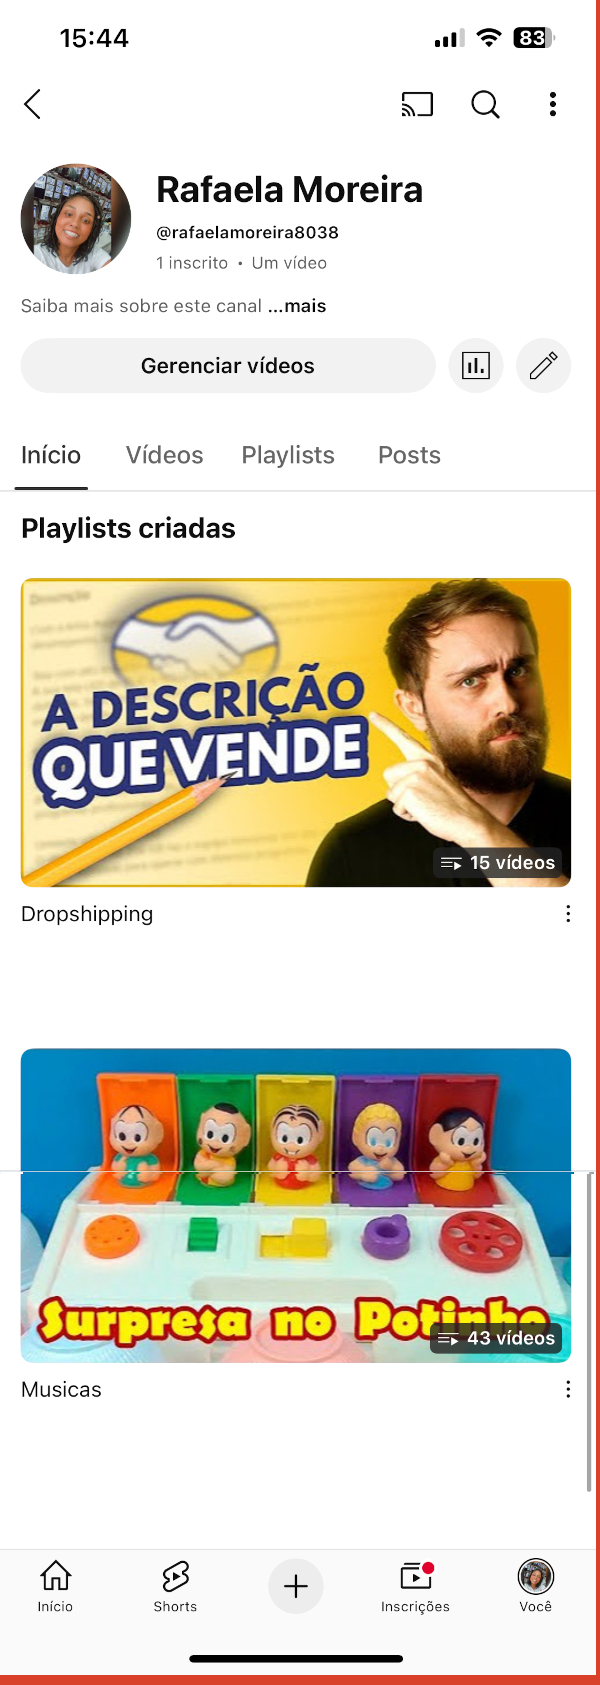 15:44
83
Rafaela Moreira
@rafaelamoreira8038
1 inscrito • Um vídeo
Saiba mais sobre este canal ...mais
Gerenciar vídeos
Início Vídeos Playlists Posts
Playlists criadas
A DESCRIÇÃO
QUE VENDE
15 vídeos
Dropshipping
Surpresa no Potinho
43 vídeos
Musicas
Início Shorts Inscrições Você